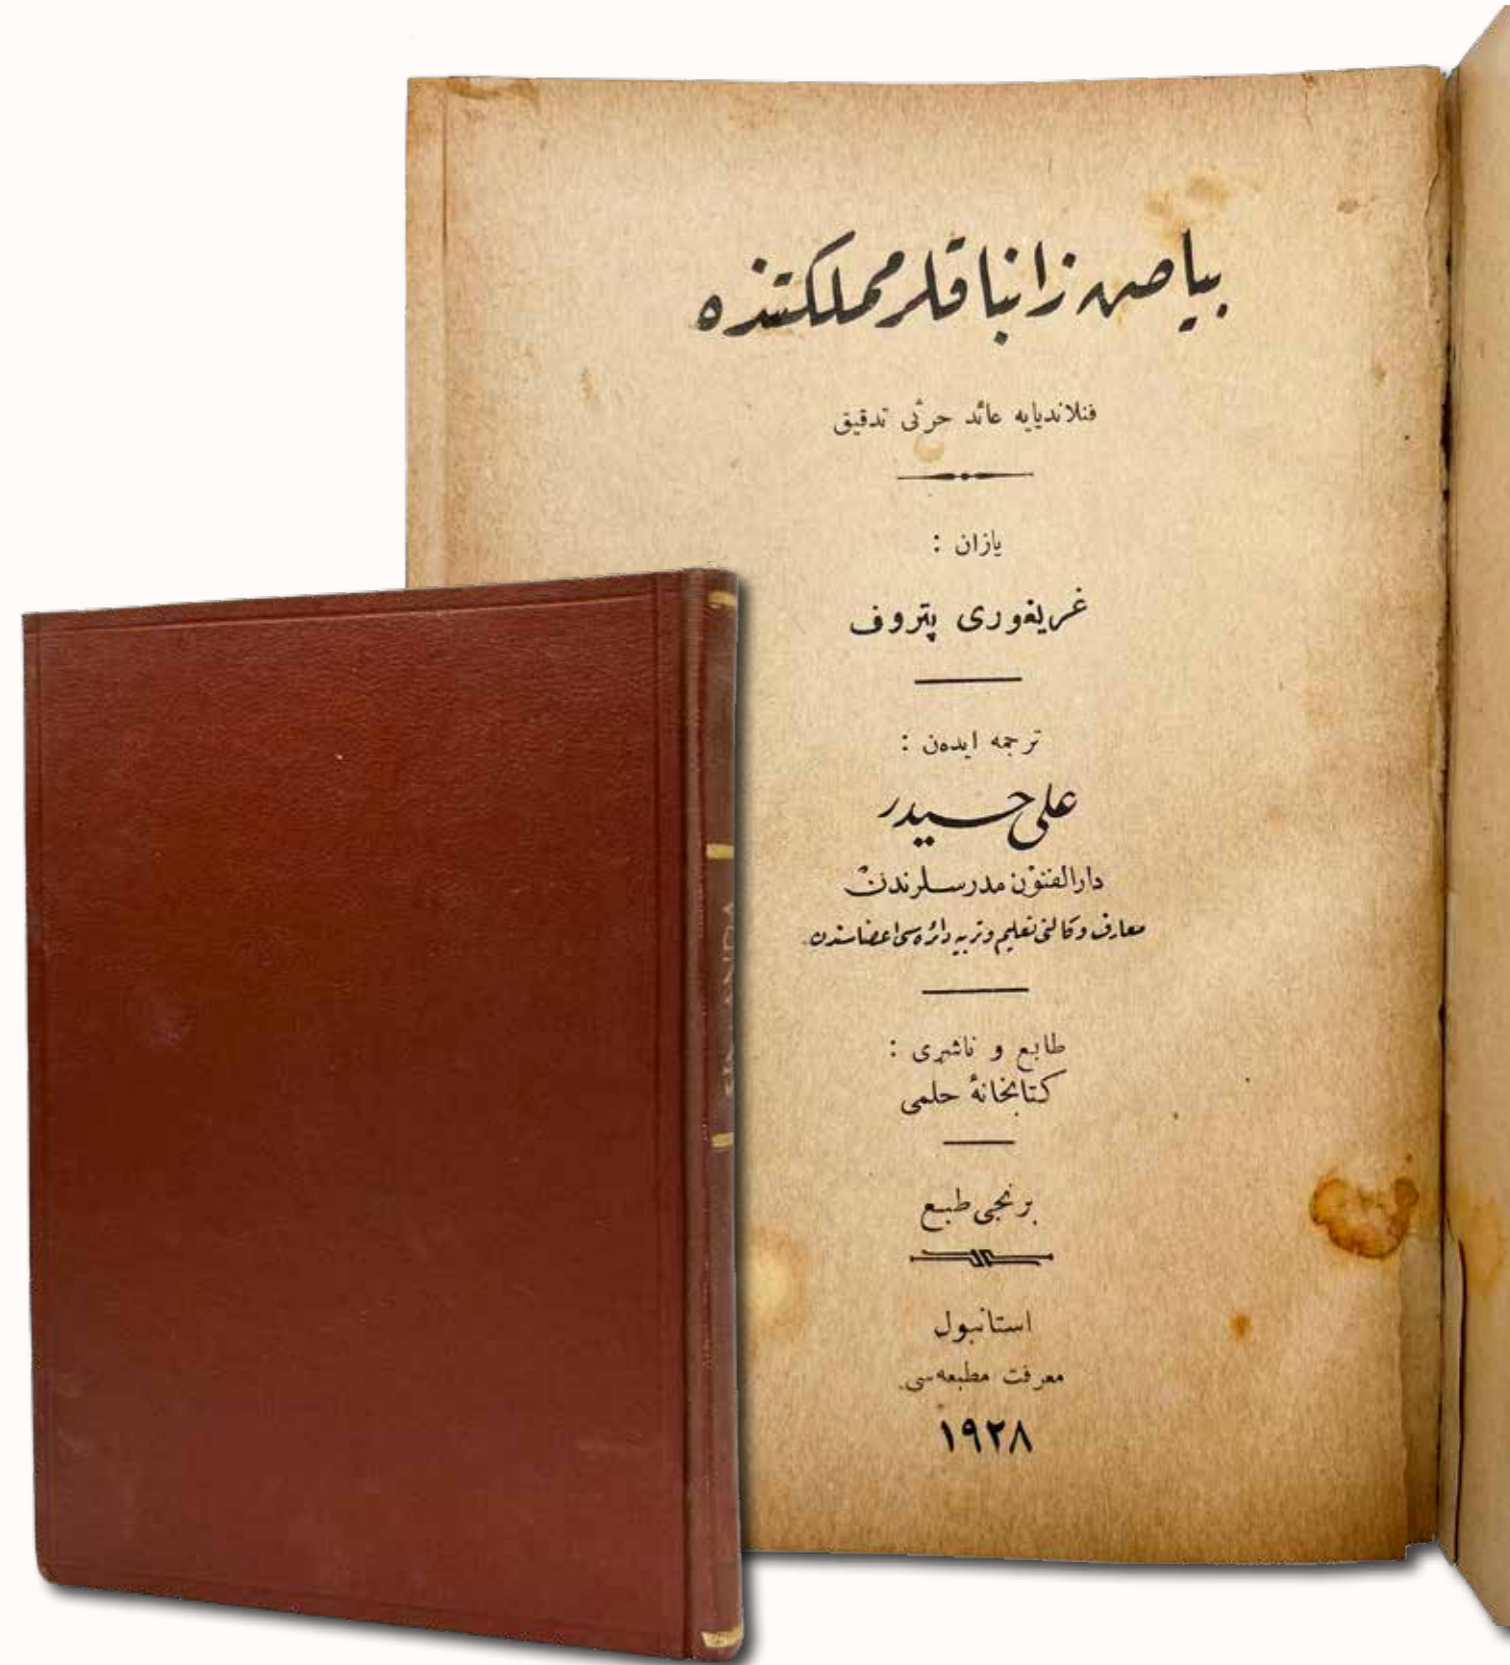 بیاض زانباقلر مملکتنده
فنلاندیایه عائد حرثی تدقیق
یازان :
غریغوری پتروف
ترجمه ایده‌ن :
علی حیدر
دارالفنون مدرسلرندن
معارف وکالتی تعلیم و تربیه دائره‌سی اعضاسندن
طابع و ناشری :
کتابخانهٔ حلمی
برنجی طبع
استانبول
معرفت مطبعه‌سی
۱۹۲۸